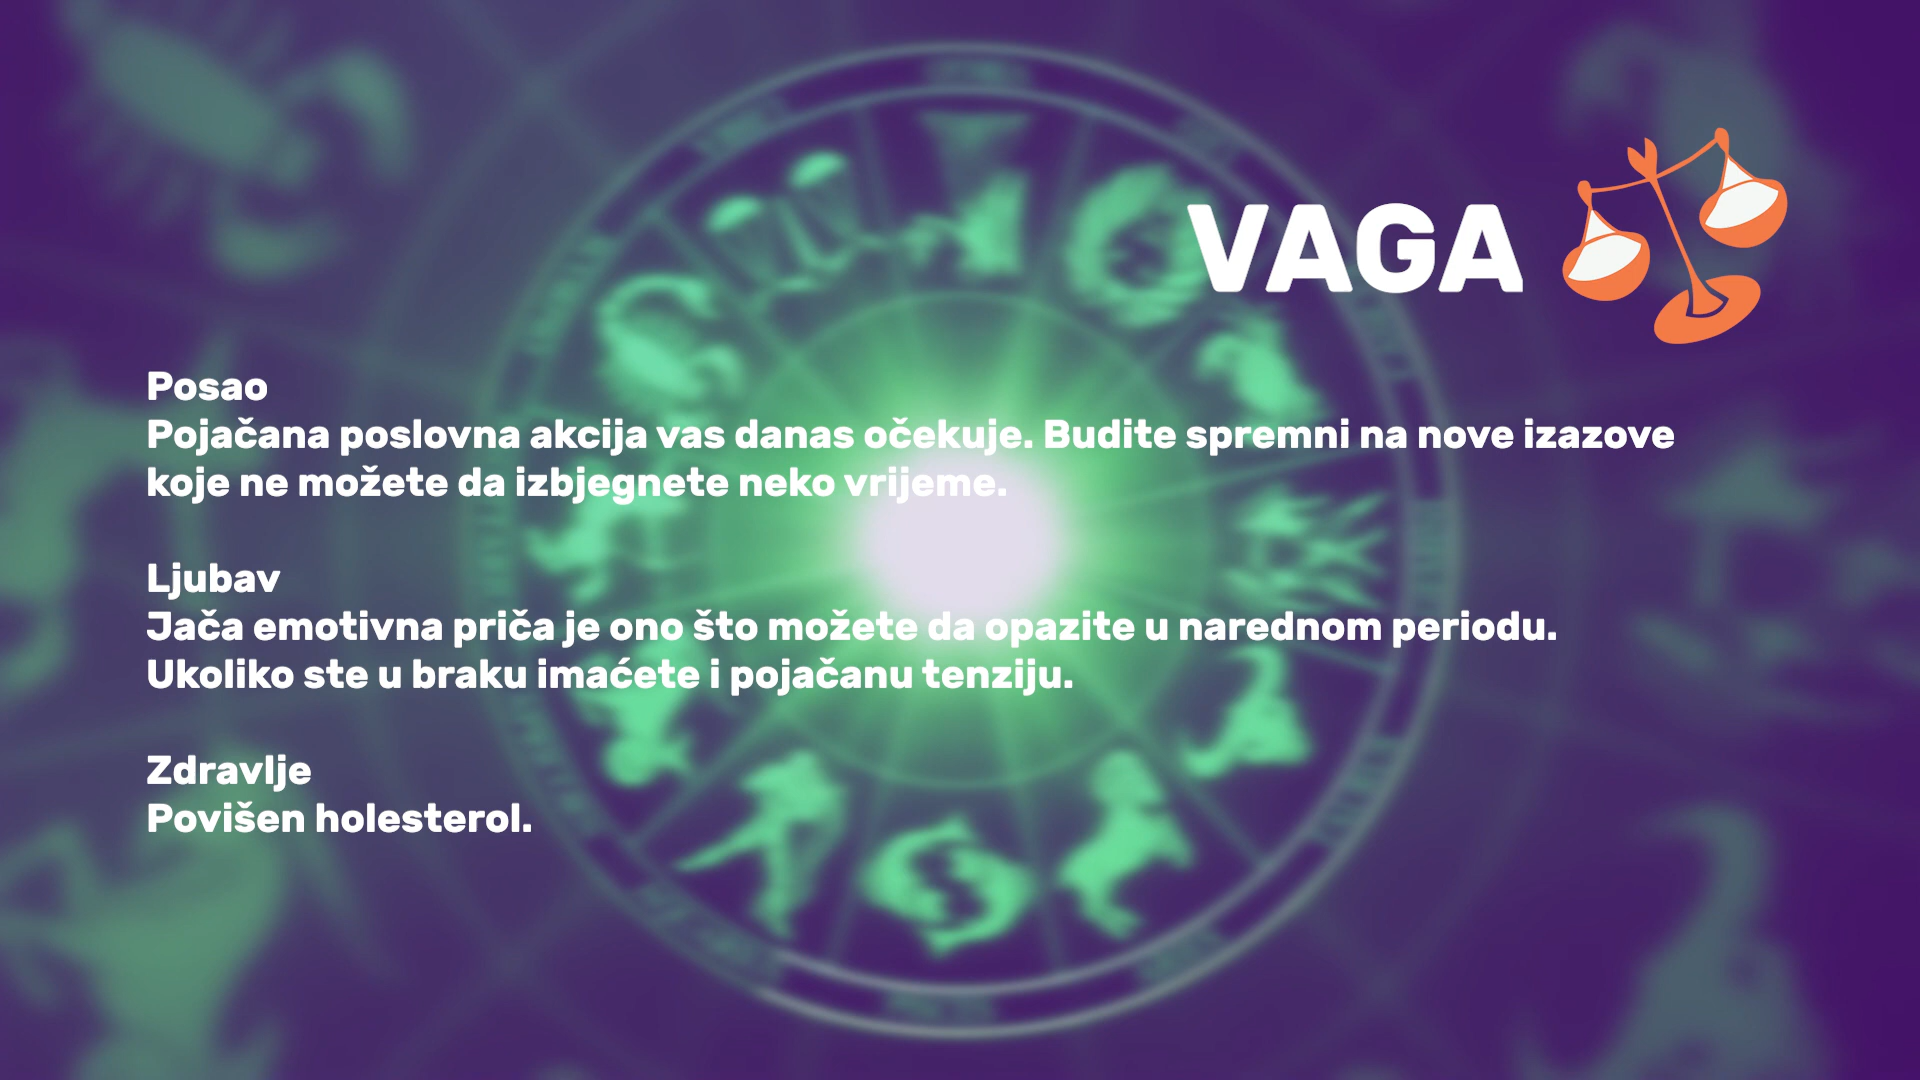 VAGA
Posao
Pojačana poslovna akcija vas danas očekuje. Budite spremni na nove izazove
koje ne možete da izbjegnete neko vrijeme.
Ljubav
Jača emotivna priča je ono što možete da opazite u narednom periodu.
Ukoliko ste u braku imaćete i pojačanu tenziju.
Zdravlje
Povišen holesterol.